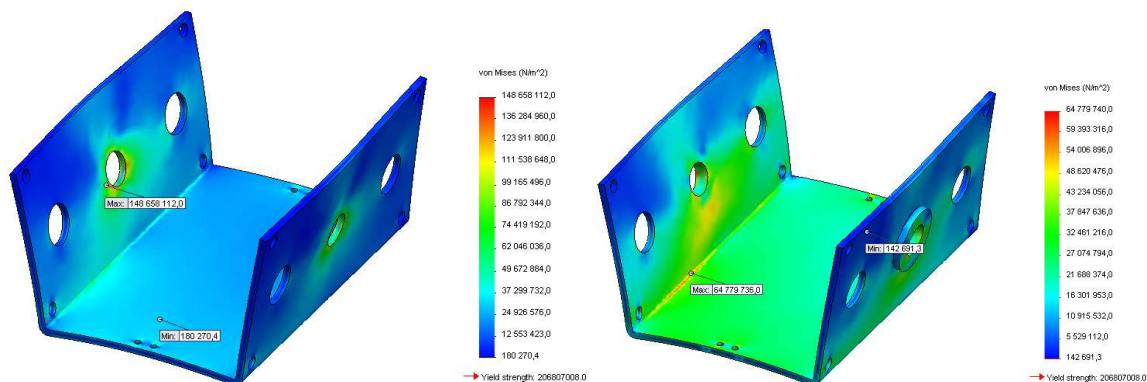 von Mises (N/m^2)
148 658 112,0
136 284 960,0
123 911 800,0
111 538 648,0
99 165 496,0
86 792 344,0
74 419 192,0
62 046 036,0
49 672 884,0
37 299 732,0
24 926 576,0
12 553 423,0
180 270,4
Yield strength: 206807008.0
Max: 148 658 112,0
Min: 180 270,4
von Mises (N/m^2)
64 779 740,0
59 393 316,0
54 006 896,0
48 620 476,0
43 234 056,0
37 847 636,0
32 461 216,0
27 074 794,0
21 688 374,0
16 301 953,0
10 915 532,0
5 529 112,0
142 691,3
Yield strength: 206807008.0
Min: 142 691,3
Max: 64 779 736,0